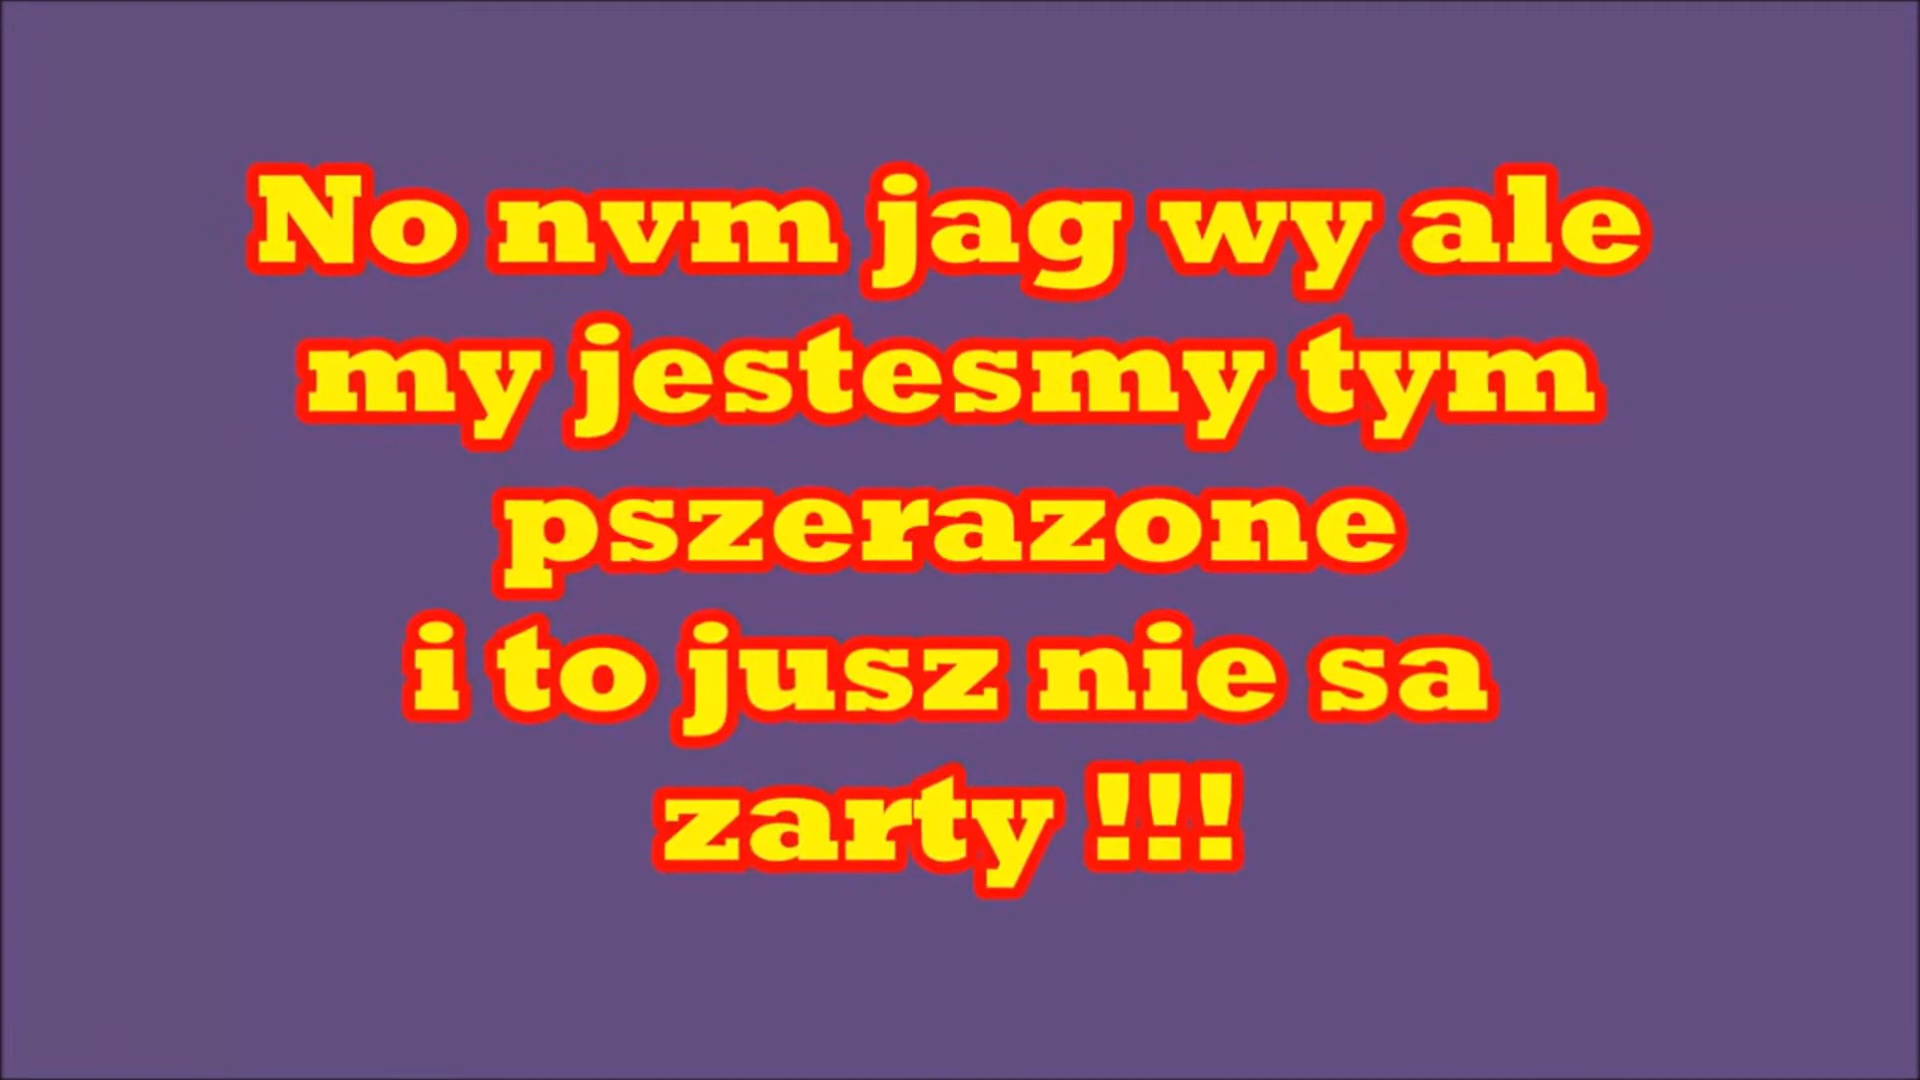 No nvm jag wy ale
my jestesmy tym
pszerazone
i to jusz nie sa
zarty !!!